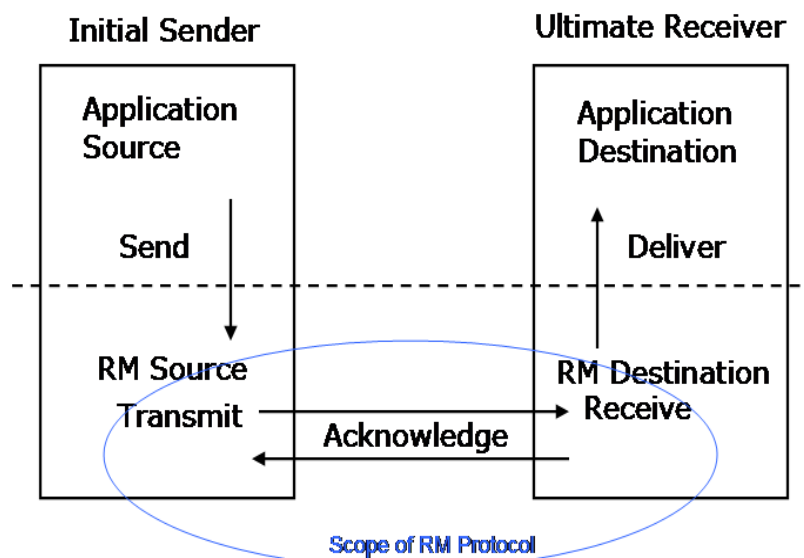 Initial Sender
Ultimate Receiver
Application
Source
Application
Destination
Send
Deliver
RM Source
RM Destination
Transmit
Receive
Acknowledge
Scope of RM Protocol